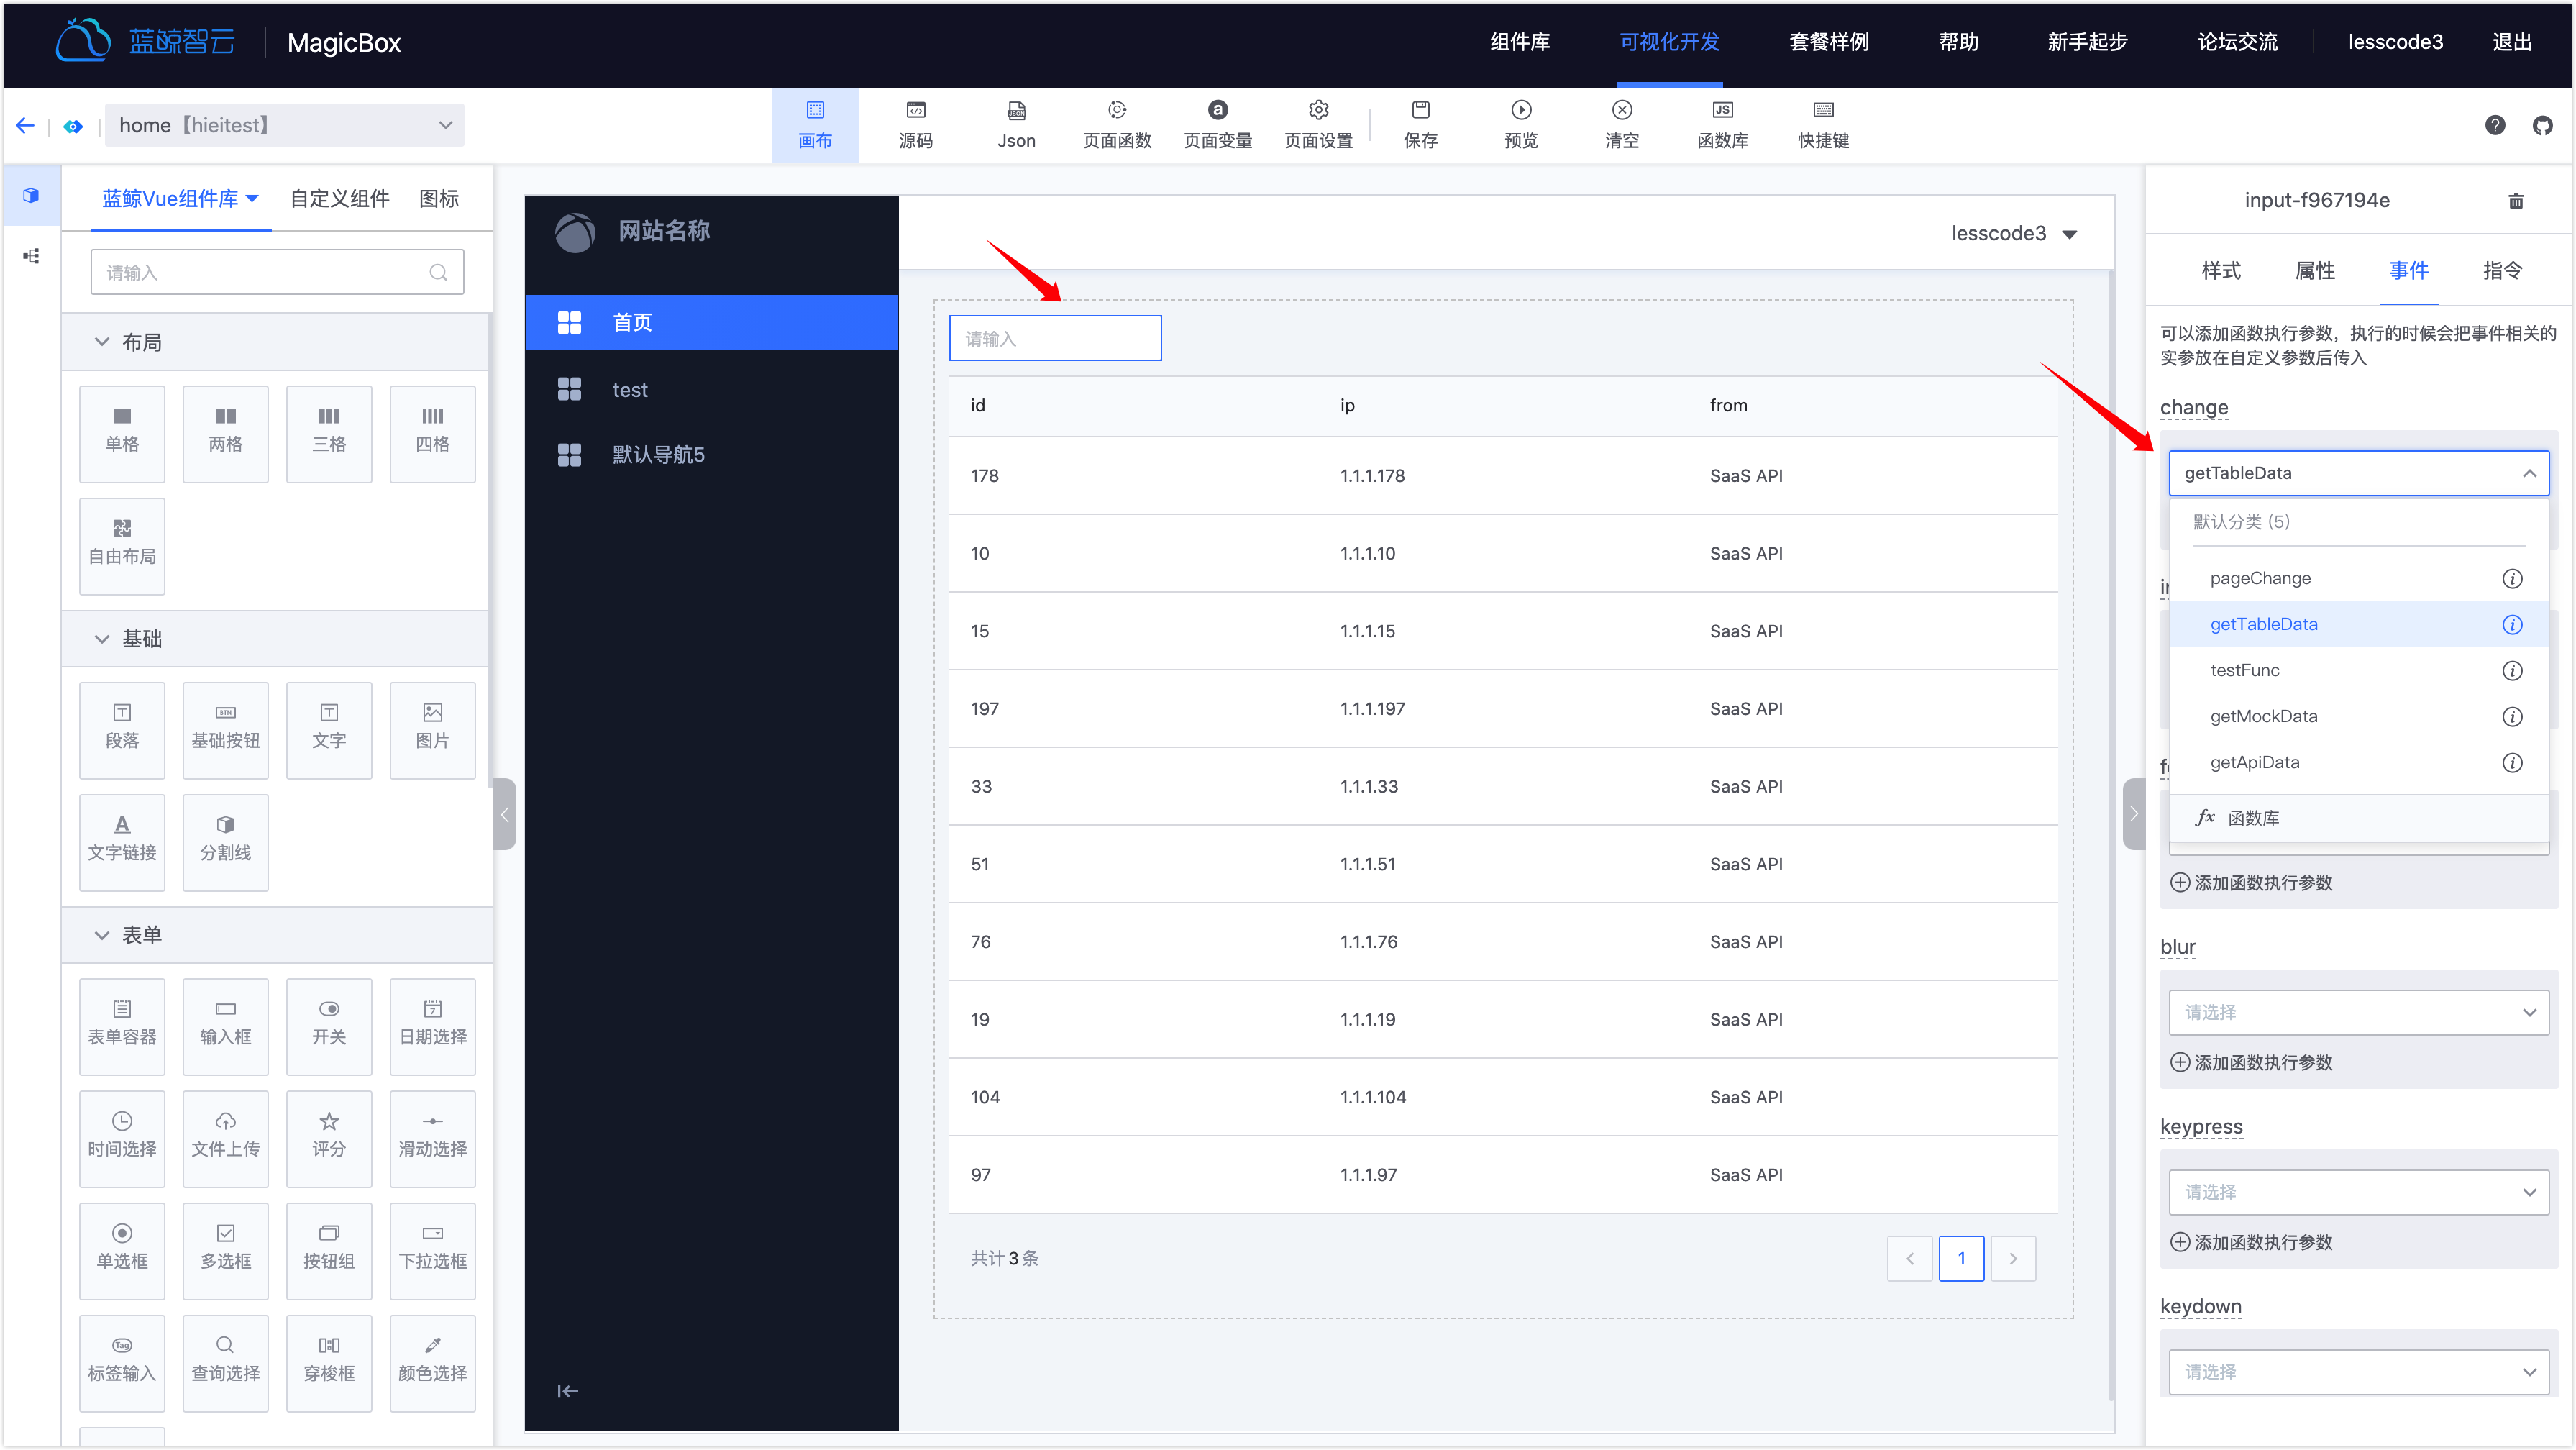 蓝鲸智云 MagicBox 组件库 可视化开发 套餐样例 帮助 新手起步 论坛交流 lesscode3 退出
home【hieitest】
画布 源码 Json 页面函数 页面变量 页面设置 保存 预览 清空 函数库 快捷键
蓝鲸Vue组件库 自定义组件 图标
请输入
布局
单格 两格 三格 四格
自由布局
基础
段落 基础按钮 文字 图片
文字链接 分割线
表单
表单容器 输入框 开关 日期选择
时间选择 文件上传 评分 滑动选择
单选框 多选框 按钮组 下拉选框
标签输入 查询选择 穿梭框 颜色选择
网站名称
首页
test
默认导航5
lesscode3
请输入
id ip from
178 1.1.1.178 SaaS API
10 1.1.1.10 SaaS API
15 1.1.1.15 SaaS API
197 1.1.1.197 SaaS API
33 1.1.1.33 SaaS API
51 1.1.1.51 SaaS API
76 1.1.1.76 SaaS API
19 1.1.1.19 SaaS API
104 1.1.1.104 SaaS API
97 1.1.1.97 SaaS API
共计 3 条 1
input-f967194e
样式 属性 事件 指令
可以添加函数执行参数，执行的时候会把事件相关的
实参放在自定义参数后传入
change
getTableData
默认分类 (5)
pageChange
getTableData
testFunc
getMockData
getApiData
函数库
添加函数执行参数
blur
请选择
添加函数执行参数
keypress
请选择
添加函数执行参数
keydown
请选择